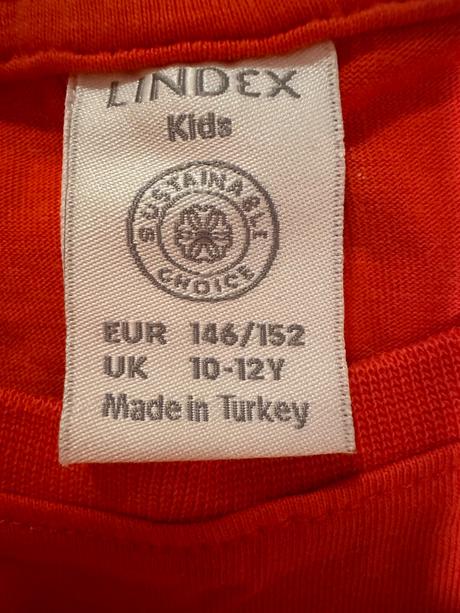 LINDEX
Kids
SUSTAINABLE
CHOICE
EUR 146/152
UK 10-12Y
Made in Turkey